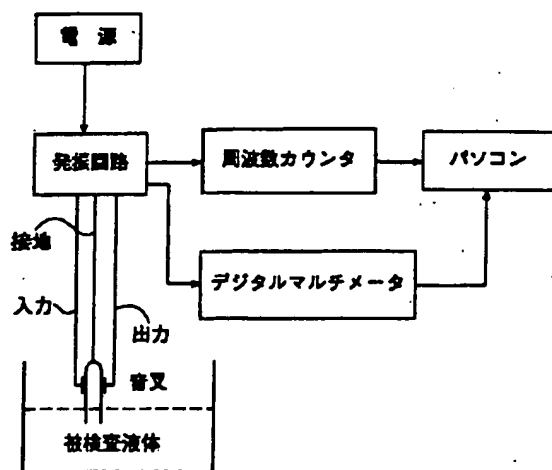 電 源
発振回路
周波数カウンタ
パソコン
接地
デジタルマルチメータ
入力
出力
音叉
被検査液体